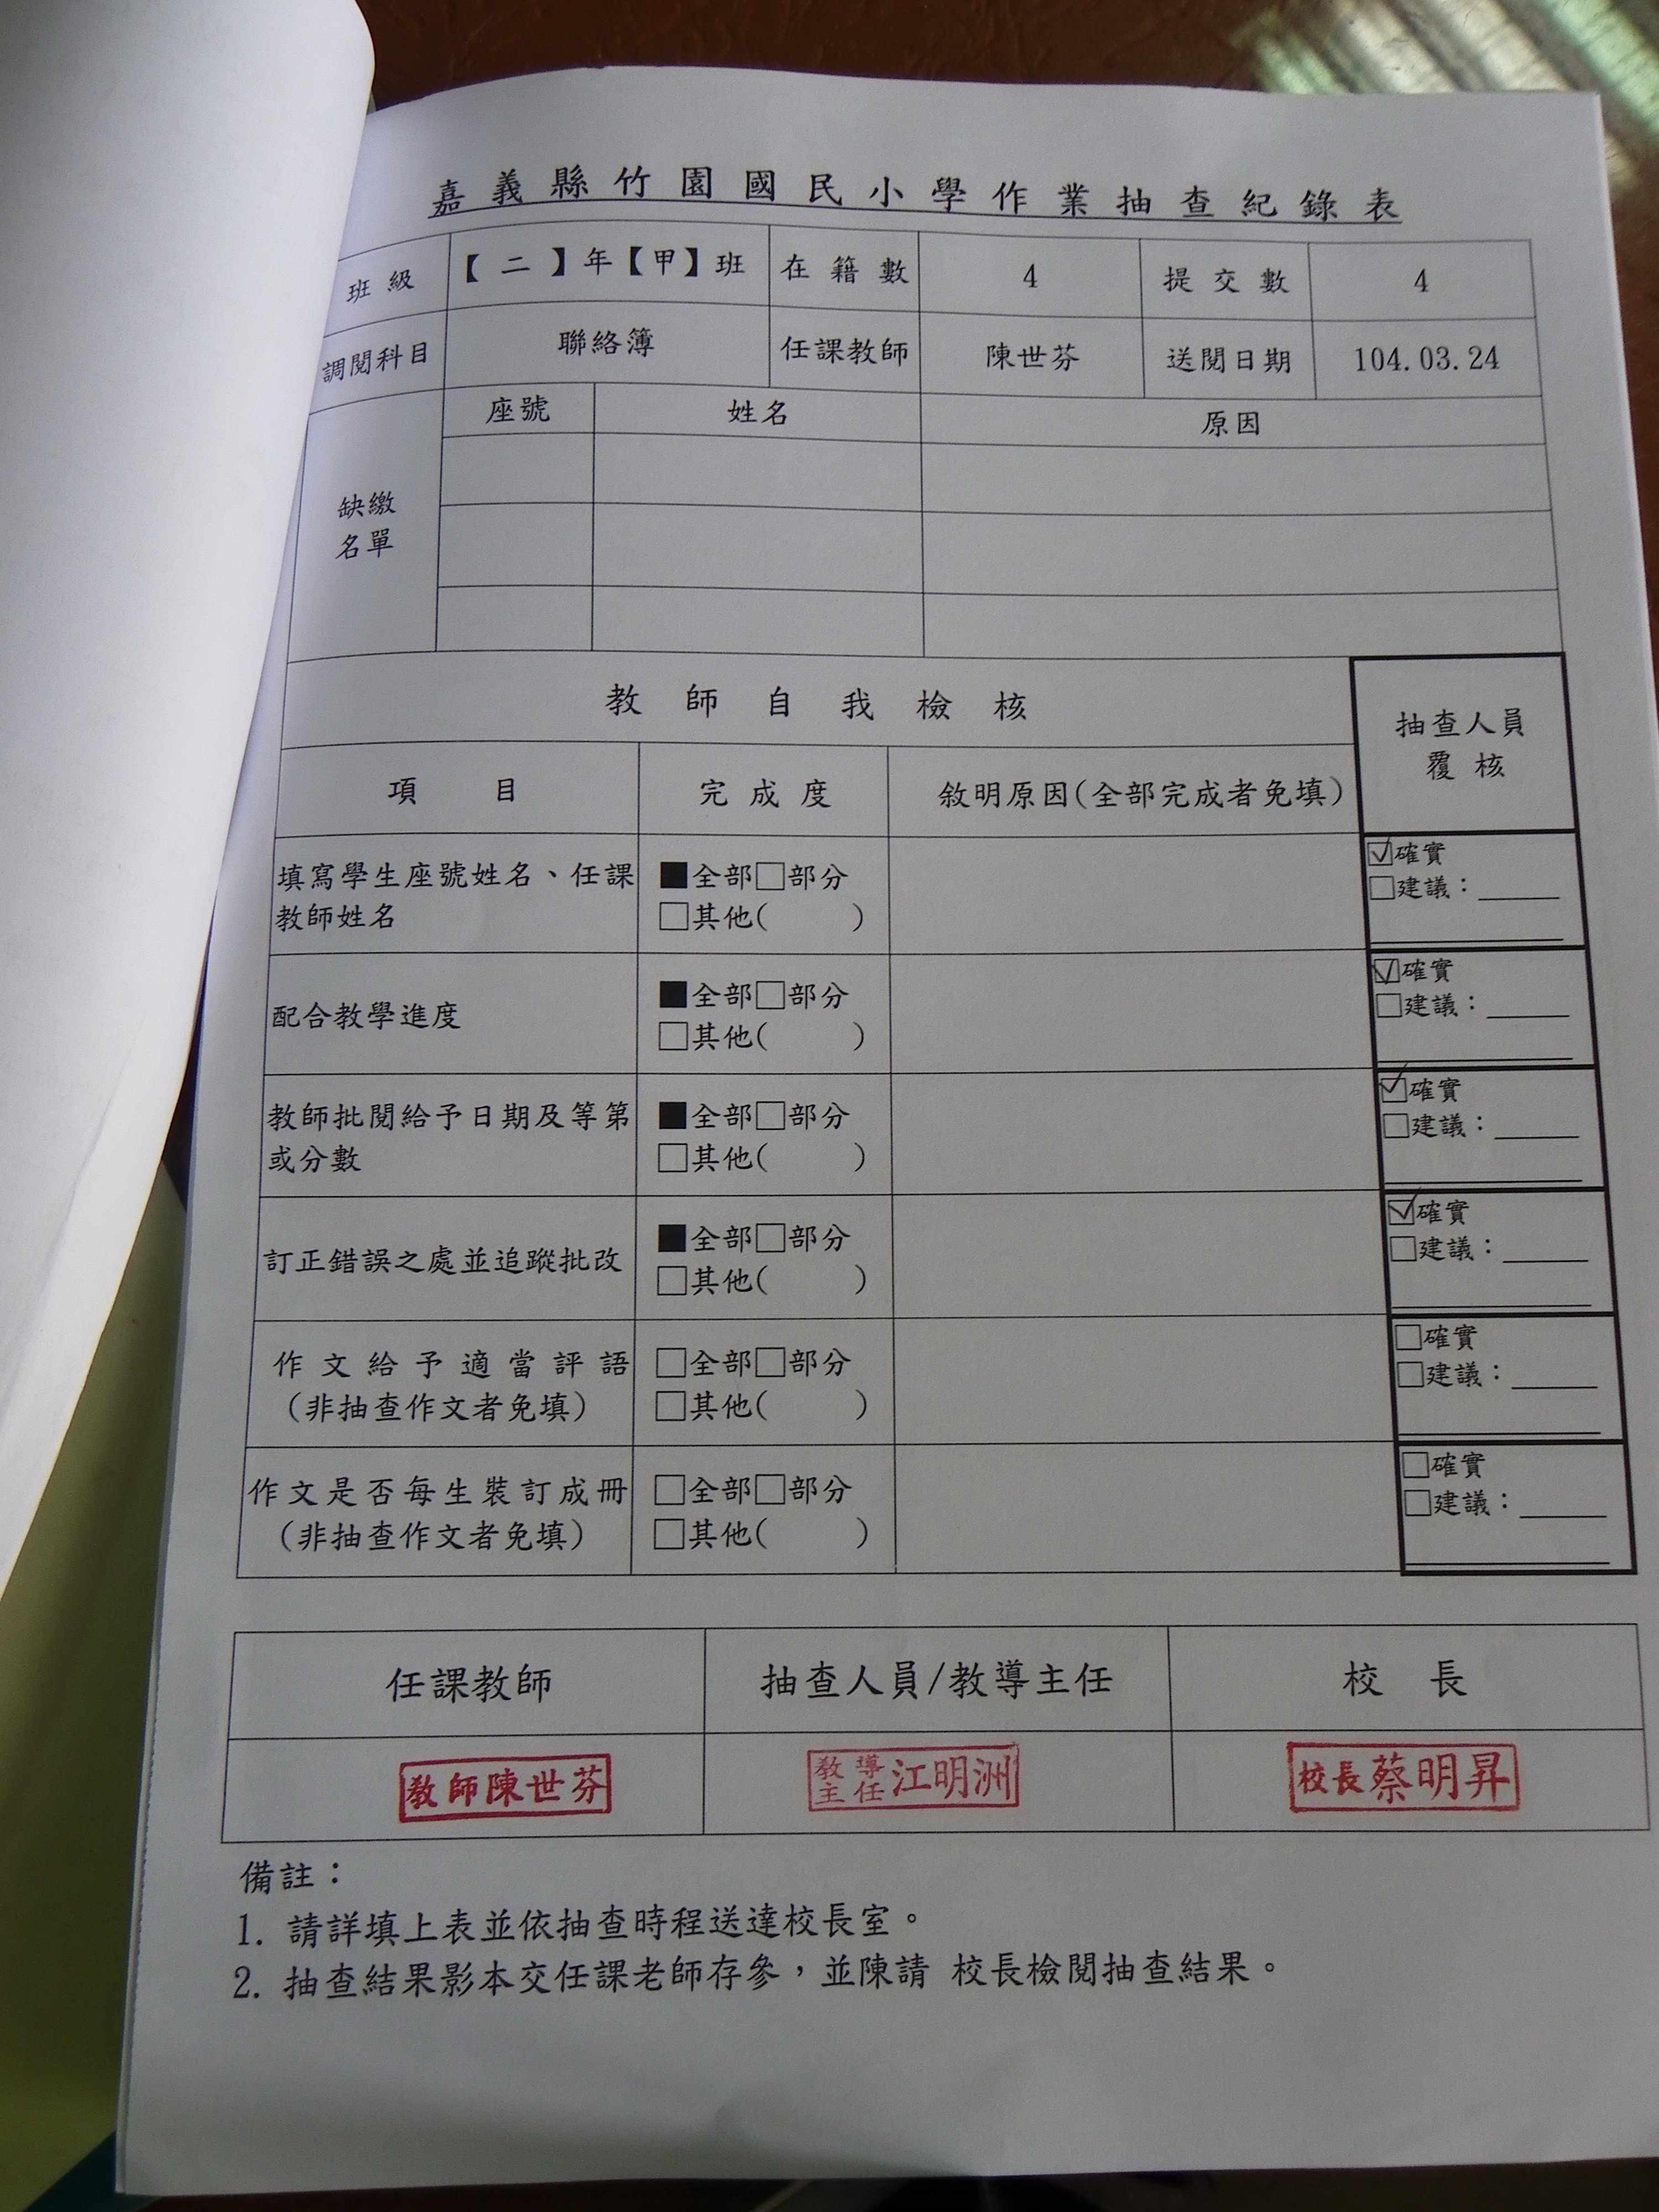 嘉義縣竹園國民小學作業抽查紀錄表
班級 【二】年【甲】班 在籍數 4 提交數 4
調閱科目 聯絡簿 任課教師 陳世芬 送閱日期 104.03.24
缺繳名單 座號 姓名 原因
教師自我檢核 抽查人員覆核
項目 完成度 敘明原因(全部完成者免填)
填寫學生座號姓名、任課 ■全部□部分 ☑確實
教師姓名 □其他( ) □建議：______
配合教學進度 ■全部□部分 ☑確實
□其他( ) □建議：______
教師批閱給予日期及等第 ■全部□部分 ☑確實
或分數 □其他( ) □建議：______
訂正錯誤之處並追蹤批改 ■全部□部分 ☑確實
□其他( ) □建議：______
作文給予適當評語 □全部□部分 □確實
(非抽查作文者免填) □其他( ) □建議：______
作文是否每生裝訂成冊 □全部□部分 □確實
(非抽查作文者免填) □其他( ) □建議：______
任課教師 抽查人員/教導主任 校長
教師陳世芬 教導主任江明洲 校長蔡明昇
備註：
1. 請詳填上表並依抽查時程送達校長室。
2. 抽查結果影本交任課老師存參，並陳請 校長檢閱抽查結果。